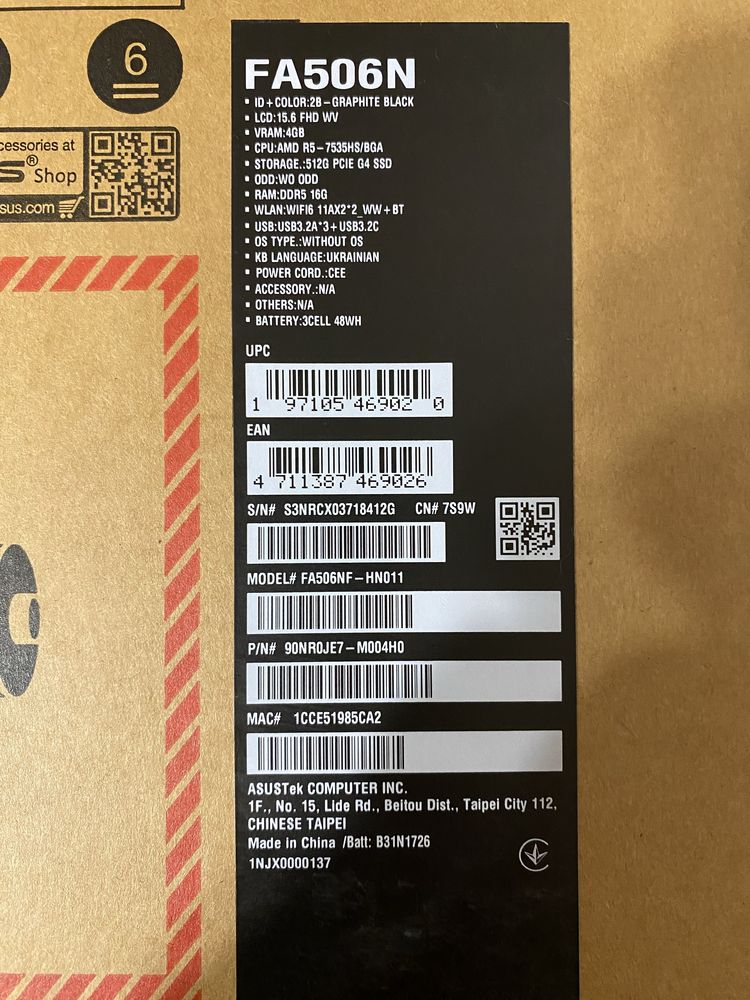 6
cessories at
S® Shop
sus.com
FA506N
▪ ID+COLOR:2B-GRAPHITE BLACK
▪ LCD:15.6 FHD WV
▪ VRAM:4GB
▪ CPU:AMD R5-7535HS/BGA
▪ STORAGE.:512G PCIE G4 SSD
▪ ODD:WO ODD
▪ RAM:DDR5 16G
▪ WLAN:WIFI6 11AX2*2_WW+BT
▪ USB:USB3.2A*3+USB3.2C
▪ OS TYPE.:WITHOUT OS
▪ KB LANGUAGE:UKRAINIAN
▪ POWER CORD.:CEE
▪ ACCESSORY.:N/A
▪ OTHERS:N/A
▪ BATTERY:3CELL 48WH
UPC
1 97105 46902 0
EAN
4 711387 469026
S/N# S3NRCX03718412G CN# 7S9W
MODEL# FA506NF-HN011
P/N# 90NR0JE7-M004H0
MAC# 1CCE51985CA2
ASUSTek COMPUTER INC.
1F., No. 15, Lide Rd., Beitou Dist., Taipei City 112,
CHINESE TAIPEI
Made in China /Batt: B31N1726
1NJX0000137